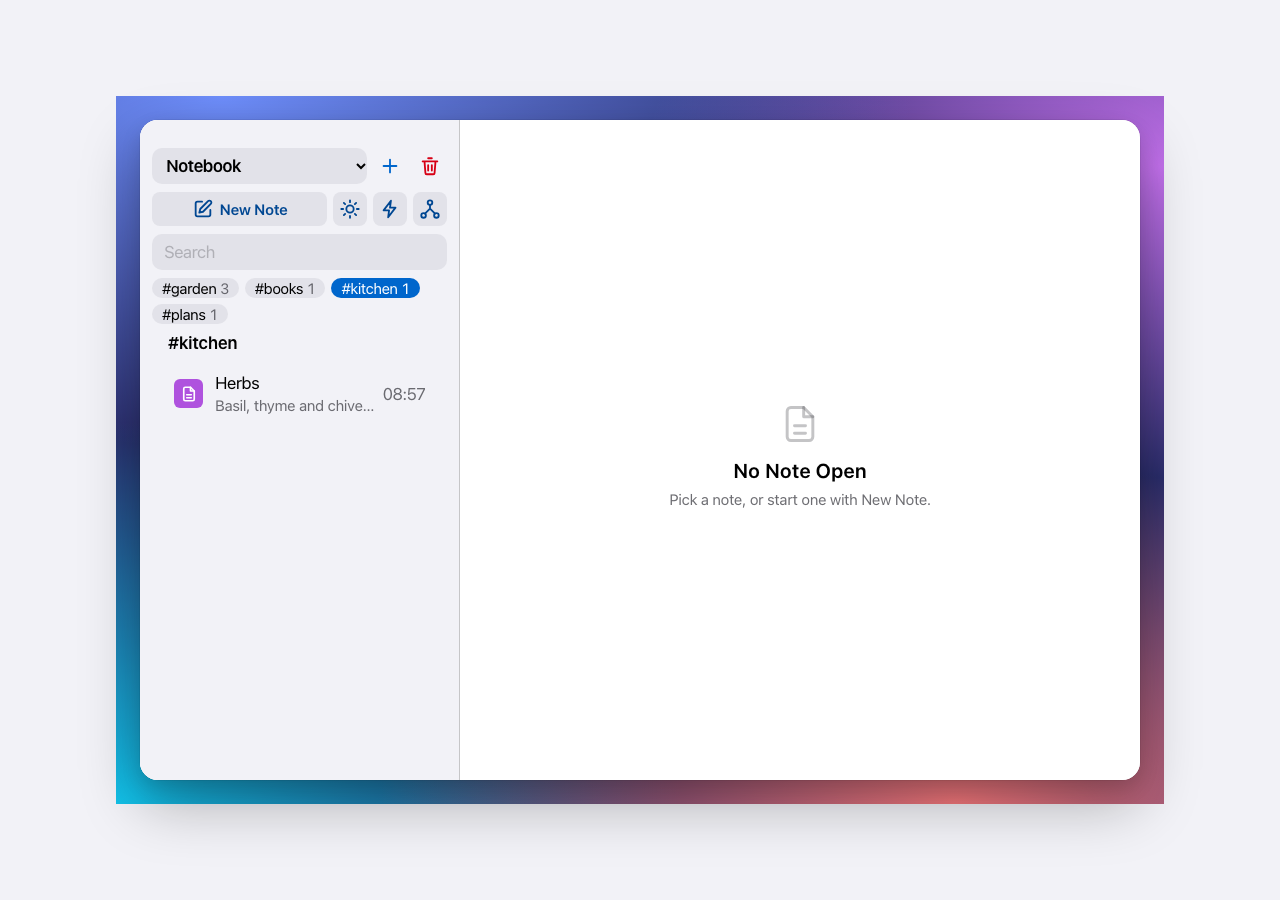 Notebook
New Note
Search
#garden 3 #books 1 #kitchen 1
#plans 1
#kitchen
Herbs
Basil, thyme and chive...
08:57
No Note Open
Pick a note, or start one with New Note.